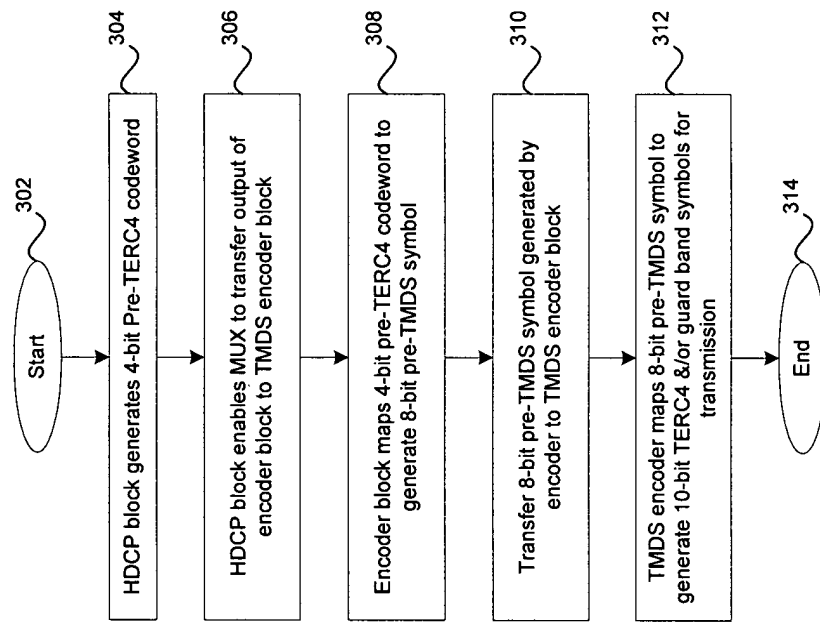 302
Start
304
HDCP block generates 4-bit Pre-TERC4 codeword
306
HDCP block enables MUX to transfer output of
encoder block to TMDS encoder block
308
Encoder block maps 4-bit pre-TERC4 codeword to
generate 8-bit pre-TMDS symbol
310
Transfer 8-bit pre-TMDS symbol generated by
encoder to TMDS encoder block
312
TMDS encoder maps 8-bit pre-TMDS symbol to
generate 10-bit TERC4 &/or guard band symbols for
transmission
314
End